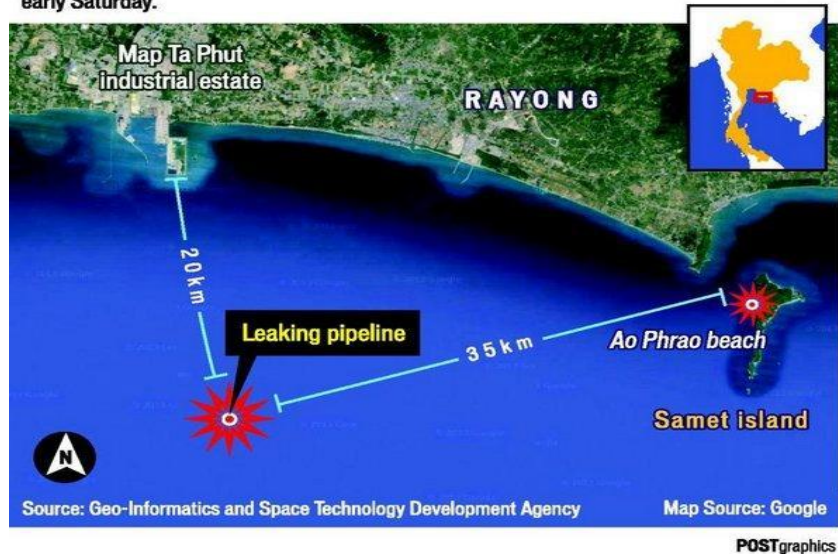 early Saturday.
Map Ta Phut
industrial estate
RAYONG
20km
Leaking pipeline
35km
Ao Phrao beach
Samet island
N
Source: Geo-Informatics and Space Technology Development Agency
Map Source: Google
POSTgraphics